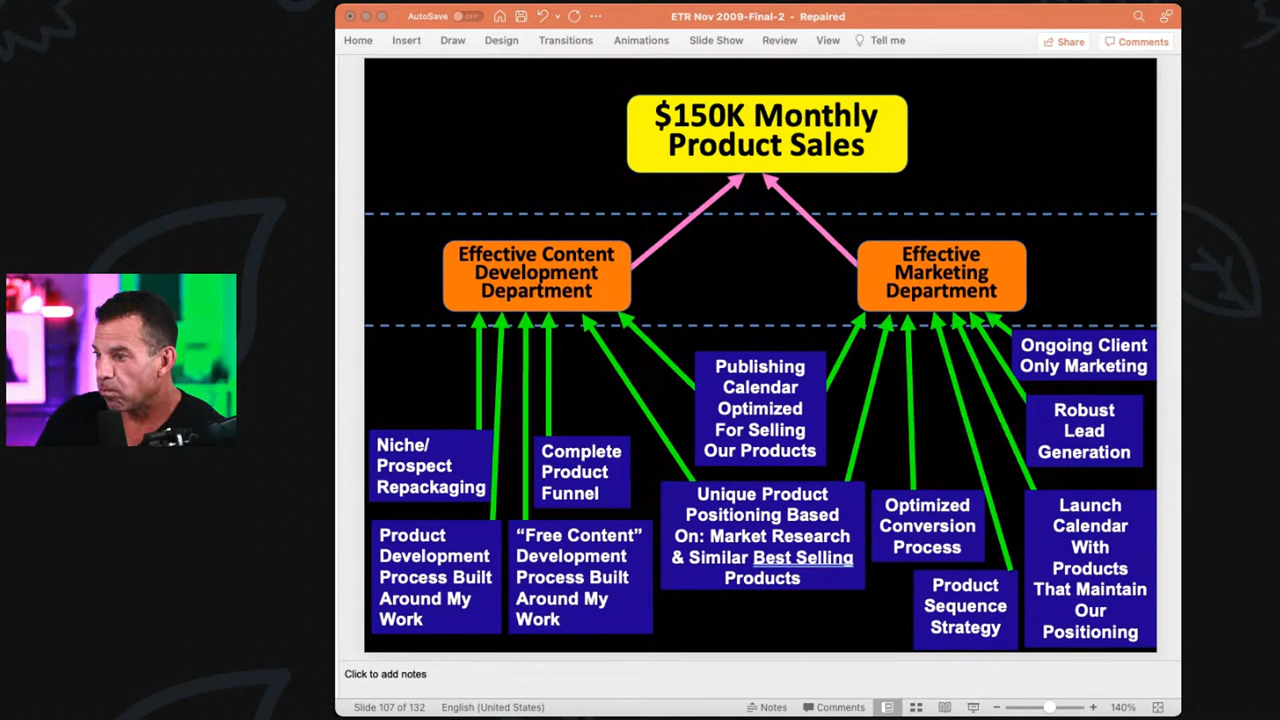 AutoSave OFF
ETR Nov 2009-Final-2 - Repaired
Home Insert Draw Design Transitions Animations Slide Show Review View Tell me Share Comments
$150K Monthly
Product Sales
Effective Content
Development
Department
Effective
Marketing
Department
Ongoing Client
Only Marketing
Publishing
Calendar
Optimized
For Selling
Our Products
Robust
Lead
Generation
Niche/
Prospect
Repackaging
Complete
Product
Funnel
Unique Product
Positioning Based
On: Market Research
& Similar Best Selling
Products
Optimized
Conversion
Process
Launch
Calendar
With
Products
That Maintain
Our
Positioning
Product
Development
Process Built
Around My
Work
“Free Content”
Development
Process Built
Around My
Work
Product
Sequence
Strategy
Click to add notes
Slide 107 of 132 English (United States) Notes Comments 140%